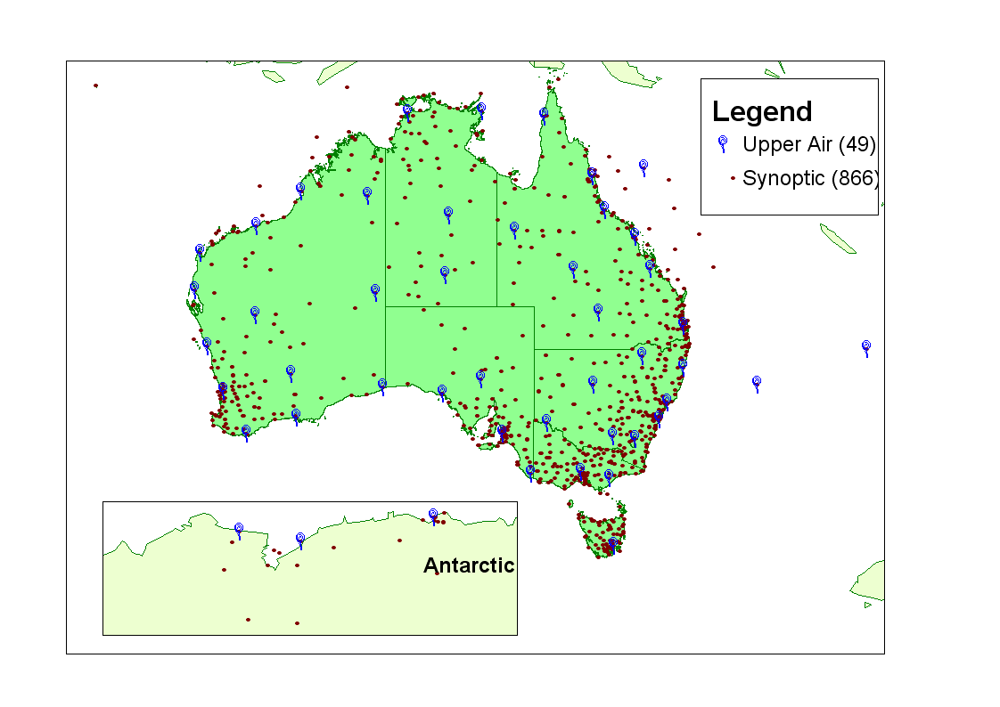 Legend
Upper Air (49)
Synoptic (866)
Antarctic